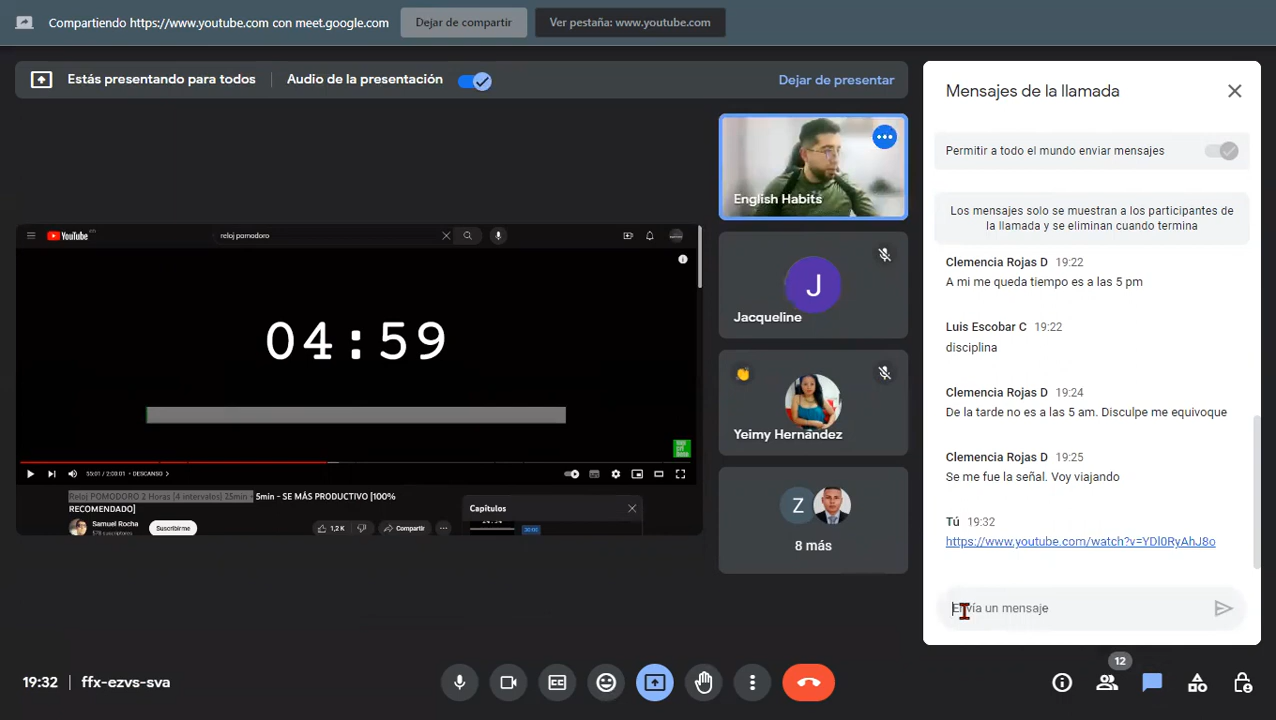 Compartiendo https://www.youtube.com con meet.google.com
Dejar de compartir
Ver pestaña: www.youtube.com
Estás presentando para todos
Audio de la presentación
Dejar de presentar
YouTube
reloj pomodoro
04:59
55:01 / 2:00:01 • DESCANSO >
Reloj POMODORO 2 Horas [4 intervalos] 25min + 5min - SE MÁS PRODUCTIVO [100%
RECOMENDADO]
Samuel Rocha
Suscribirme
1,2 K
Compartir
Capítulos
English Habits
J
Jacqueline
Yeimy Hernández
Z
8 más
Mensajes de la llamada
Permitir a todo el mundo enviar mensajes
Los mensajes solo se muestran a los participantes de
la llamada y se eliminan cuando termina
Clemencia Rojas D 19:22
A mi me queda tiempo es a las 5 pm
Luis Escobar C 19:22
disciplina
Clemencia Rojas D 19:24
De la tarde no es a las 5 am. Disculpe me equivoque
Clemencia Rojas D 19:25
Se me fue la señal. Voy viajando
Tú 19:32
https://www.youtube.com/watch?v=YDl0RyAhJ8o
Envía un mensaje
19:32
ffx-ezvs-sva
12